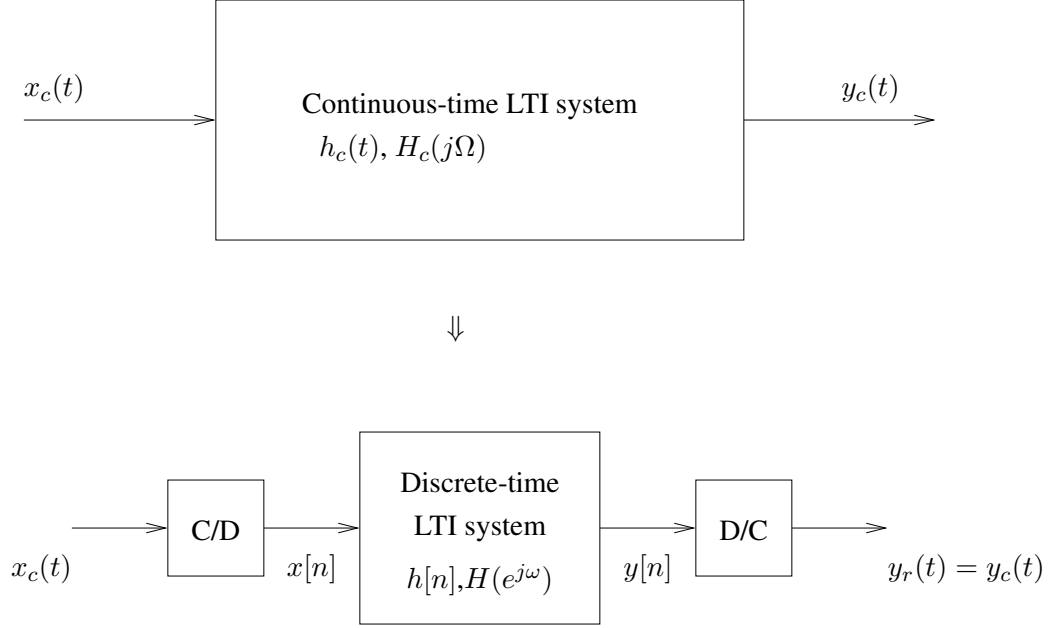 x_c(t)
y_c(t)
Continuous-time LTI system
h_c(t), H_c(jΩ)
⇓
Discrete-time
LTI system
h[n],H(e^{jω})
C/D
D/C
x_c(t)
x[n]
y[n]
y_r(t) = y_c(t)